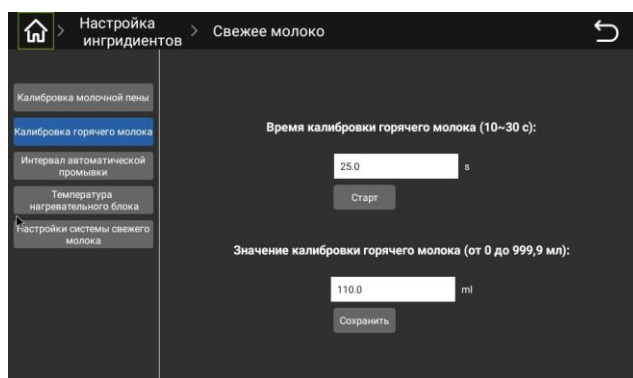 Настройка
ингридиентов
> > Свежее молоко
Калибровка молочной пены
Калибровка горячего молока
Интервал автоматической
промывки
Температура
нагревательного блока
Настройки системы свежего
молока
Время калибровки горячего молока (10~30 с):
25.0 s
Старт
Значение калибровки горячего молока (от 0 до 999,9 мл):
110.0 ml
Сохранить